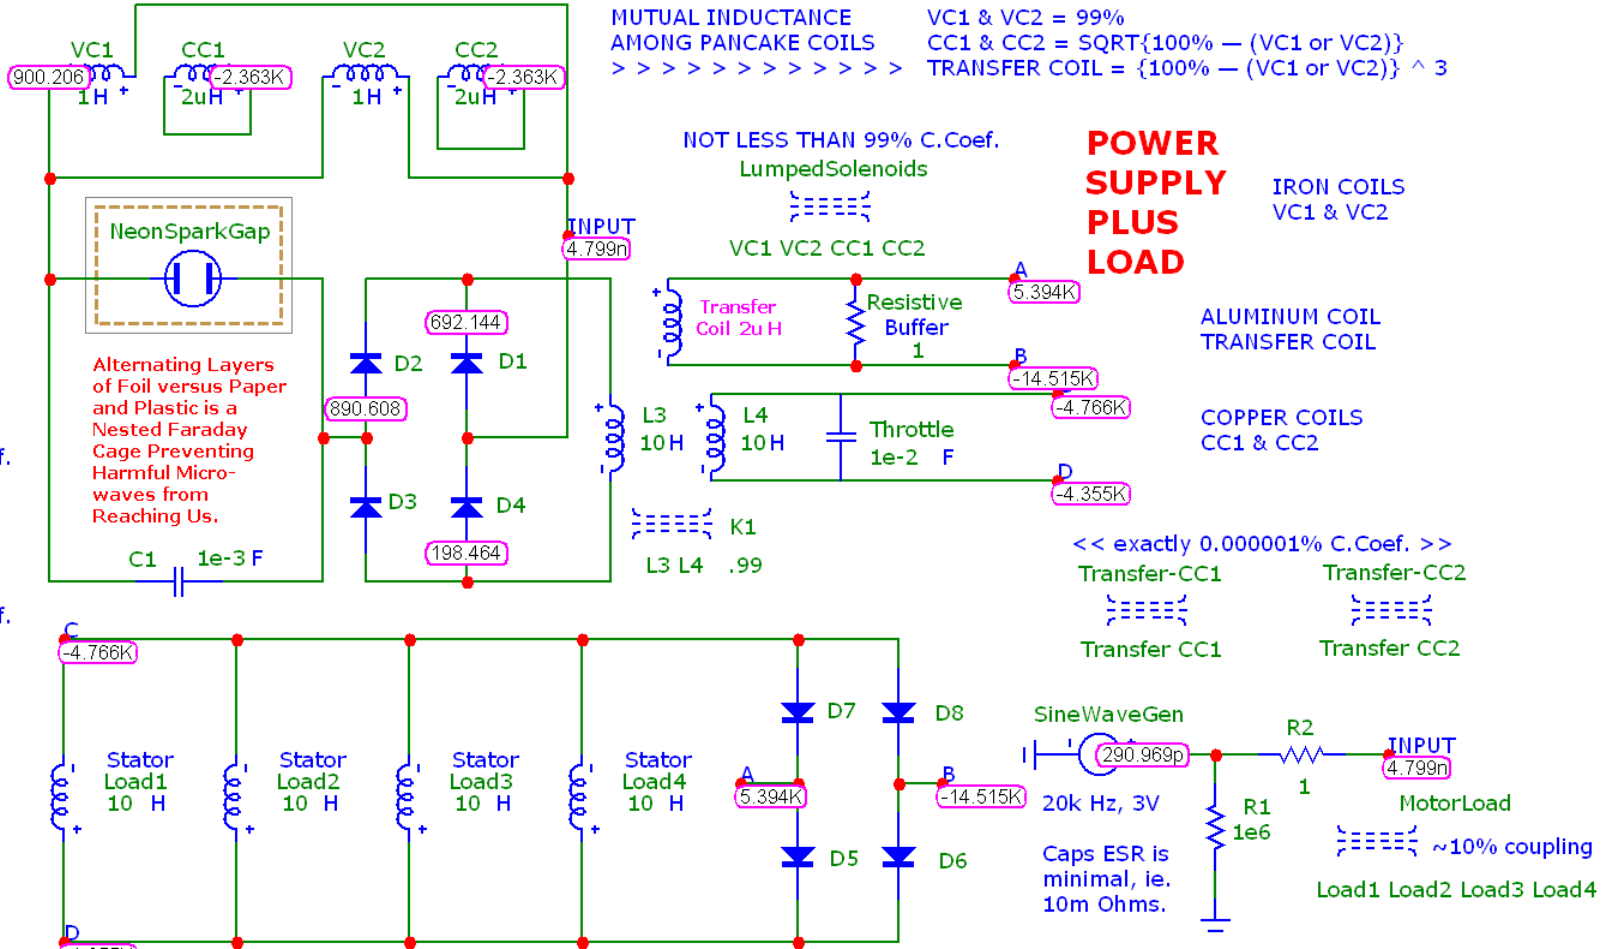 MUTUAL INDUCTANCE VC1 & VC2 = 99%
AMONG PANCAKE COILS CC1 & CC2 = SQRT{100% — (VC1 or VC2)}
> > > > > > > > > > > > TRANSFER COIL = {100% — (VC1 or VC2)} ^ 3
VC1 CC1 VC2 CC2
900.206 -2.363K -2.363K
1H + - 2uH - 1H + - 2uH
NOT LESS THAN 99% C.Coef.
LumpedSolenoids
VC1 VC2 CC1 CC2
POWER
SUPPLY
PLUS
LOAD
IRON COILS
VC1 & VC2
NeonSparkGap
INPUT
4.799n
A
5.394K
+ Transfer
- Coil 2u H
Resistive
Buffer
1
B
-14.515K
ALUMINUM COIL
TRANSFER COIL
692.144
D2 D1
890.608
Alternating Layers
of Foil versus Paper
and Plastic is a
Nested Faraday
Cage Preventing
Harmful Micro-
waves from
Reaching Us.
-4.766K
+ L3 -
10 H
+ L4 -
10 H
Throttle
1e-2 F
COPPER COILS
CC1 & CC2
f.
D
-4.355K
D3 D4
198.464
K1
L3 L4 .99
C1 1e-3 F
<< exactly 0.000001% C.Coef. >>
Transfer-CC1 Transfer-CC2
Transfer CC1 Transfer CC2
f.
C
-4.766K
D7 D8
Stator
Load1
10 H
- +
Stator
Load2
10 H
- +
Stator
Load3
10 H
- +
Stator
Load4
10 H
- +
A
5.394K
B
-14.515K
D5 D6
SineWaveGen
290.969p
20k Hz, 3V
R2
1
INPUT
4.799n
R1
1e6
MotorLoad
~10% coupling
Load1 Load2 Load3 Load4
Caps ESR is
minimal, ie.
10m Ohms.
D